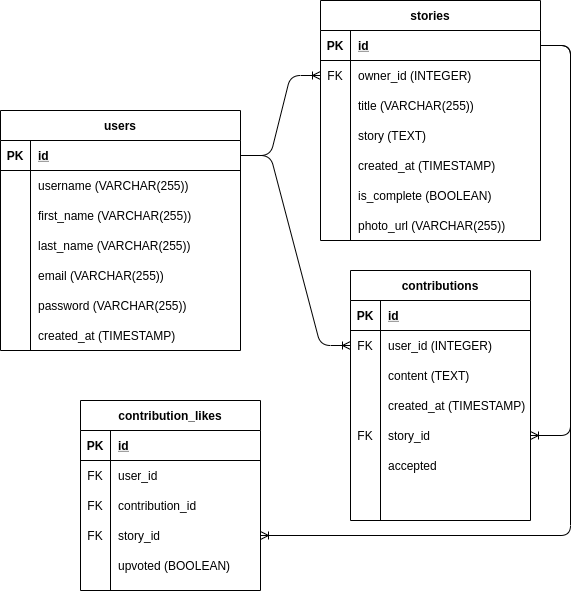 stories
PK id
FK owner_id (INTEGER)
title (VARCHAR(255))
story (TEXT)
created_at (TIMESTAMP)
is_complete (BOOLEAN)
photo_url (VARCHAR(255))
users
PK id
username (VARCHAR(255))
first_name (VARCHAR(255))
last_name (VARCHAR(255))
email (VARCHAR(255))
password (VARCHAR(255))
created_at (TIMESTAMP)
contributions
PK id
FK user_id (INTEGER)
content (TEXT)
created_at (TIMESTAMP)
FK story_id
accepted
contribution_likes
PK id
FK user_id
FK contribution_id
FK story_id
upvoted (BOOLEAN)